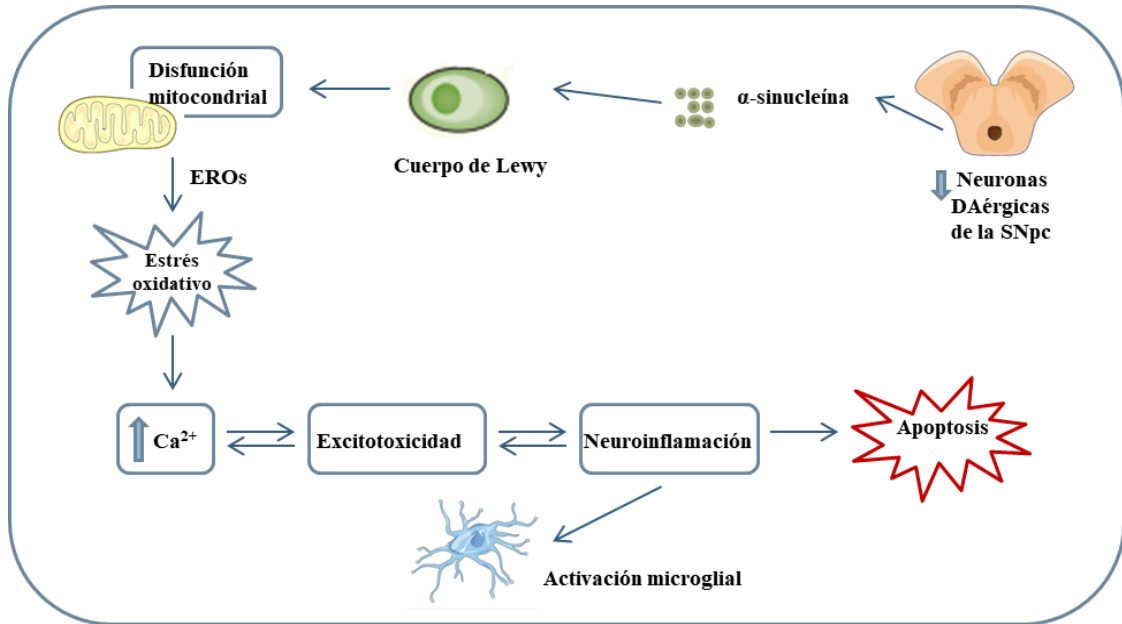 Disfunción
mitocondrial
α-sinucleína
Cuerpo de Lewy
Neuronas
DAérgicas
de la SNpc
EROs
Estrés
oxidativo
Ca²⁺
Excitotoxicidad
Neuroinflamación
Apoptosis
Activación microglial